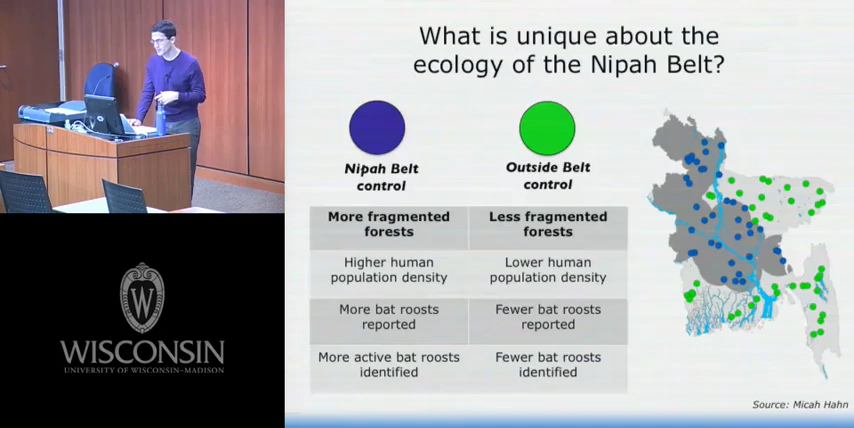 What is unique about the
ecology of the Nipah Belt?
Nipah Belt
control
Outside Belt
control
More fragmented
forests
Less fragmented
forests
Higher human
population density
Lower human
population density
More bat roosts
reported
Fewer bat roosts
reported
More active bat roosts
identified
Fewer bat roosts
identified
Source: Micah Hahn
W
WISCONSIN
UNIVERSITY OF WISCONSIN–MADISON